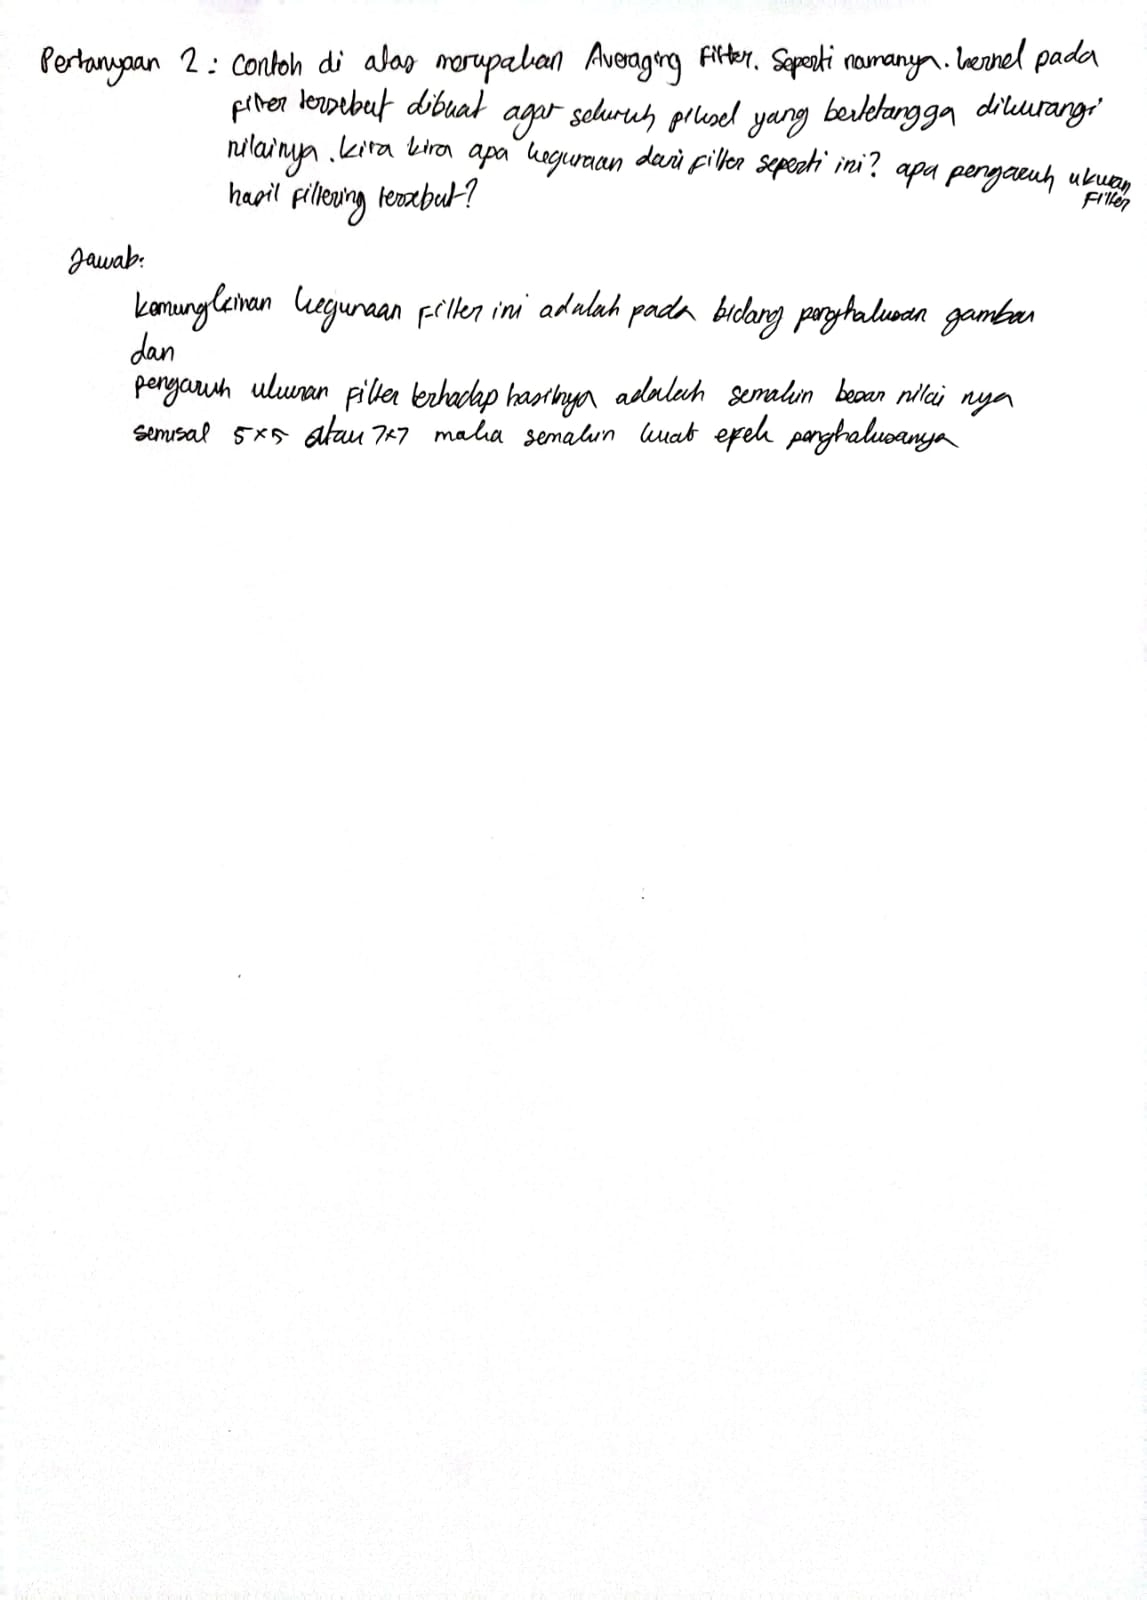 Pertanyaan 2 : Contoh di atas merupakan Averaging Filter. Seperti namanya. kernel pada
filter tersebut dibuat agar seluruh piksel yang bertetangga dikurangi
nilainya. kira kira apa kegunaan dari filter seperti ini? apa pengaruh ukuran
filter
hasil filtering tersebut?
Jawab:
kemungkinan kegunaan filter ini adalah pada bidang penghalusan gambar
dan
pengaruh ukuran filter terhadap hasilnya adalah semakin besar nilai nya
semisal 5x5 atau 7x7 maka semakin kuat efek penghalusanya